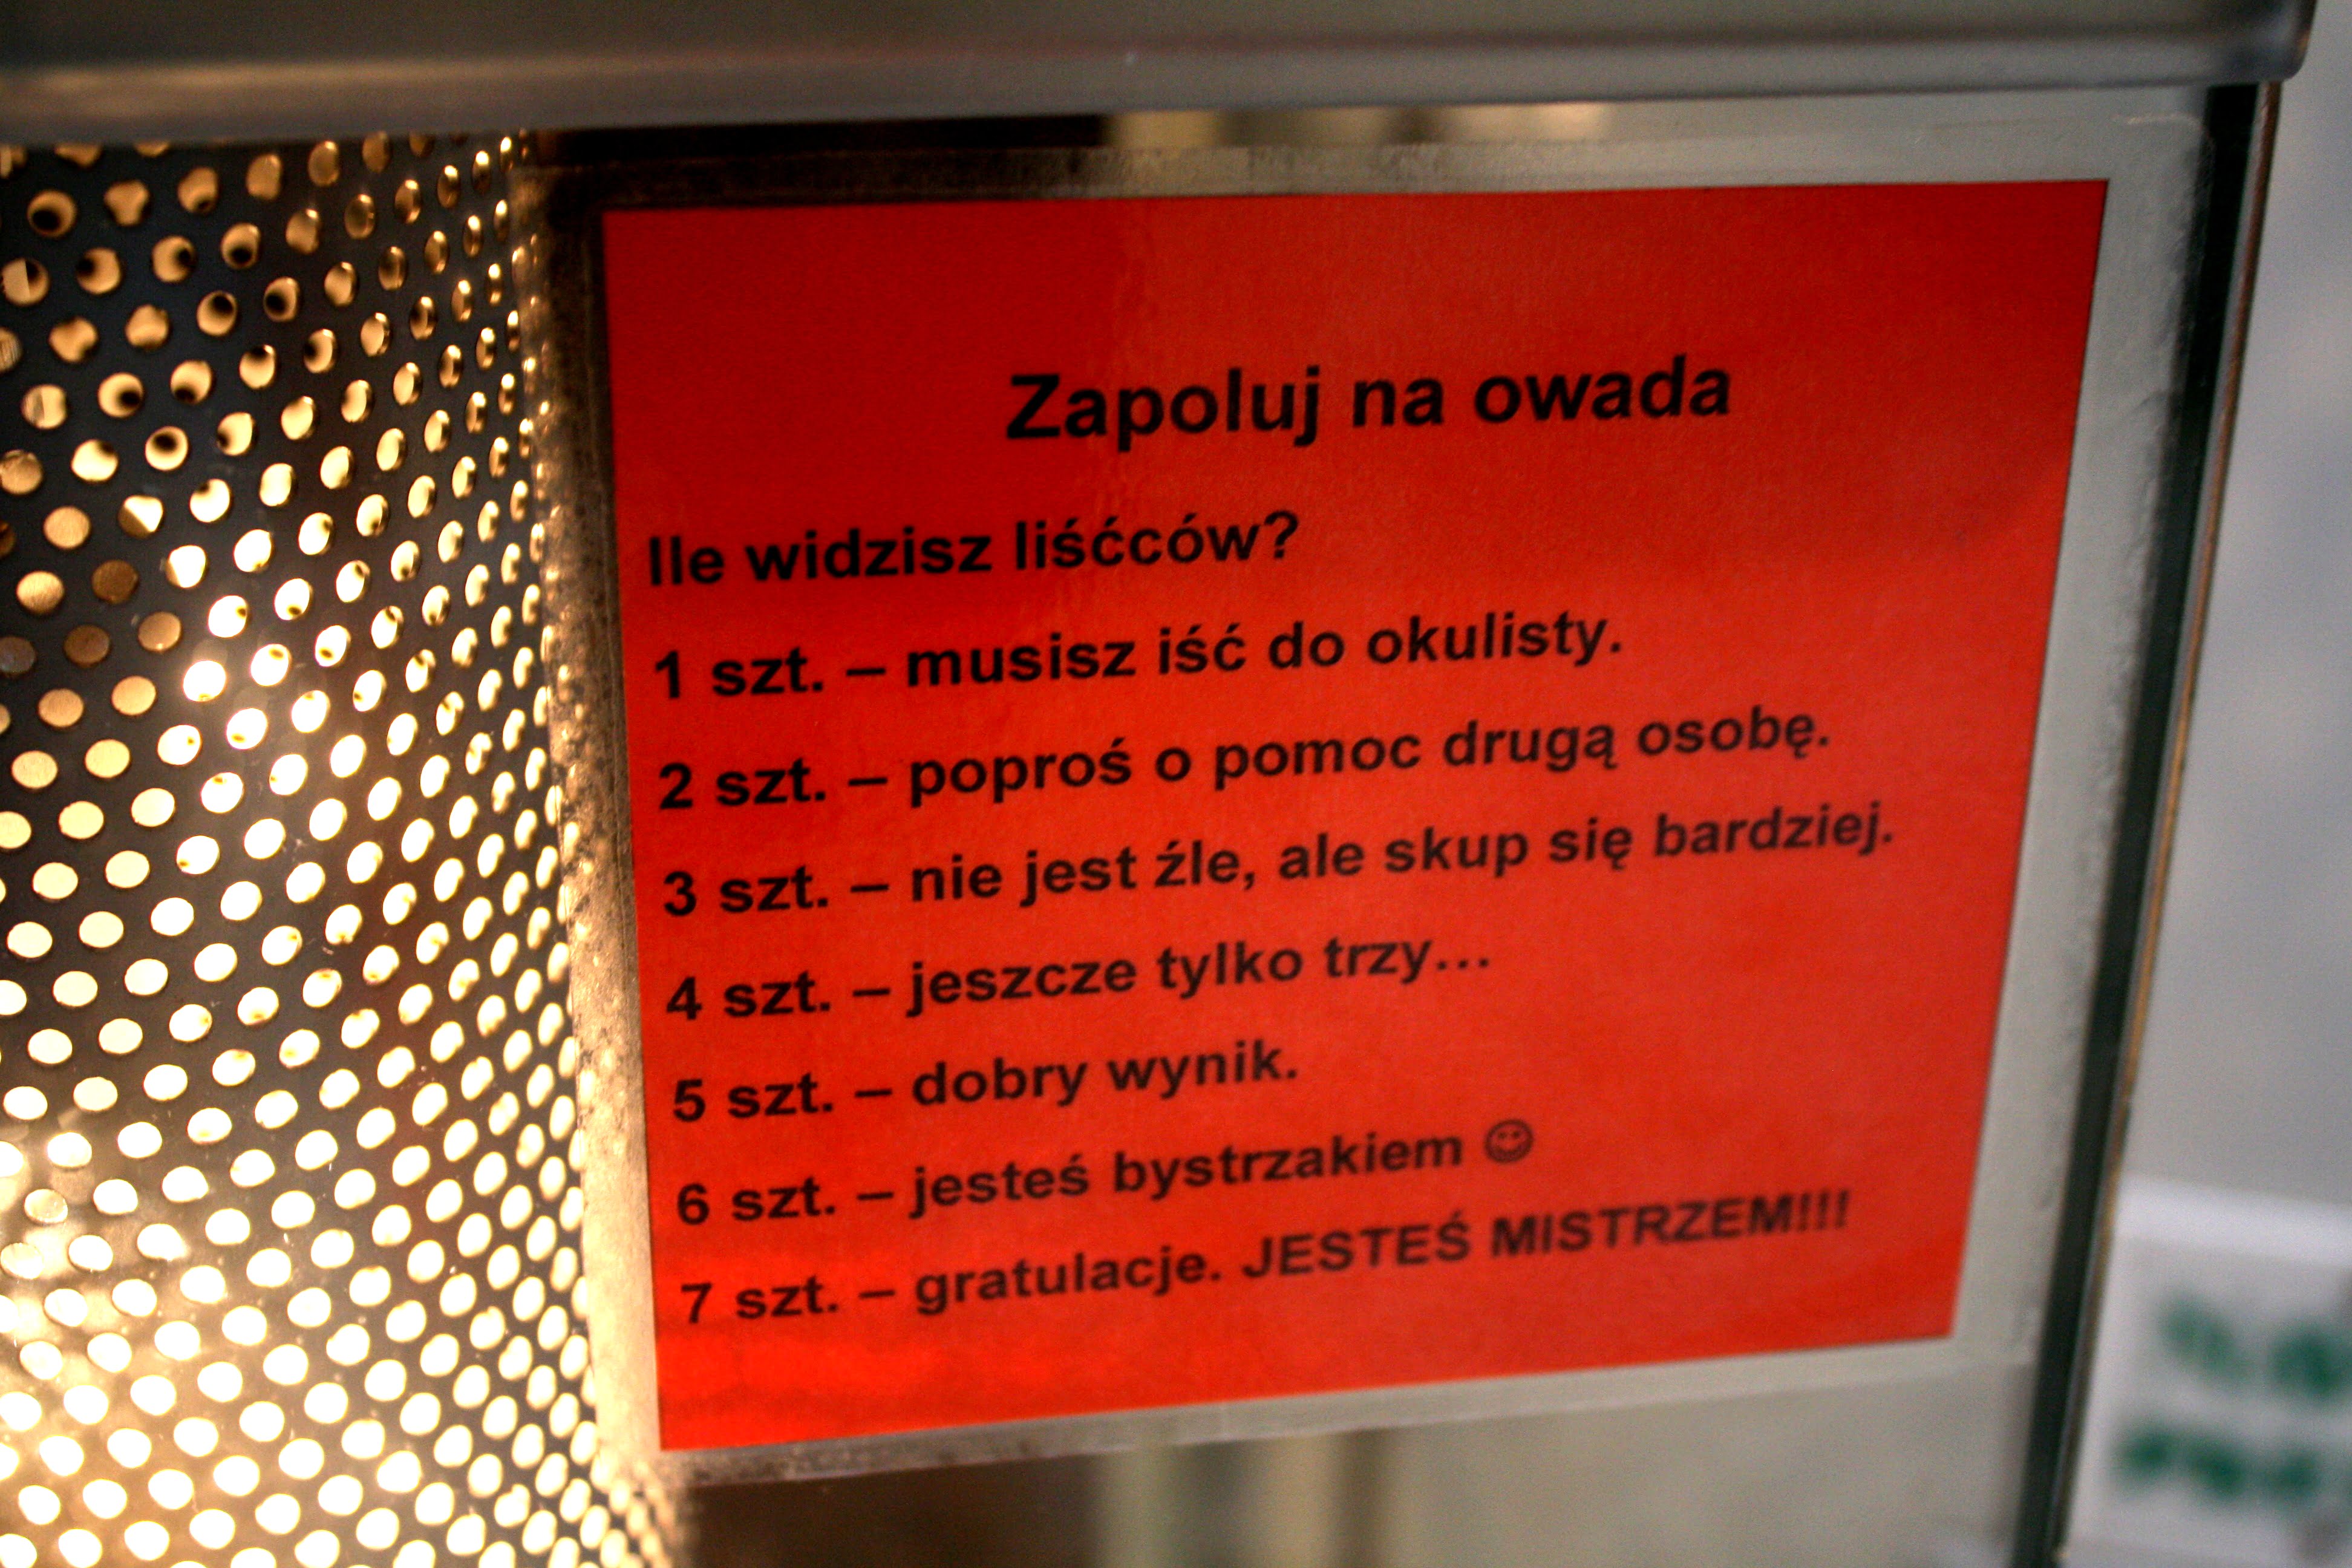 Zapoluj na owada
Ile widzisz liśćców?
1 szt. – musisz iść do okulisty.
2 szt. – poproś o pomoc drugą osobę.
3 szt. – nie jest źle, ale skup się bardziej.
4 szt. – jeszcze tylko trzy...
5 szt. – dobry wynik.
6 szt. – jesteś bystrzakiem ☺
7 szt. – gratulacje. JESTEŚ MISTRZEM!!!